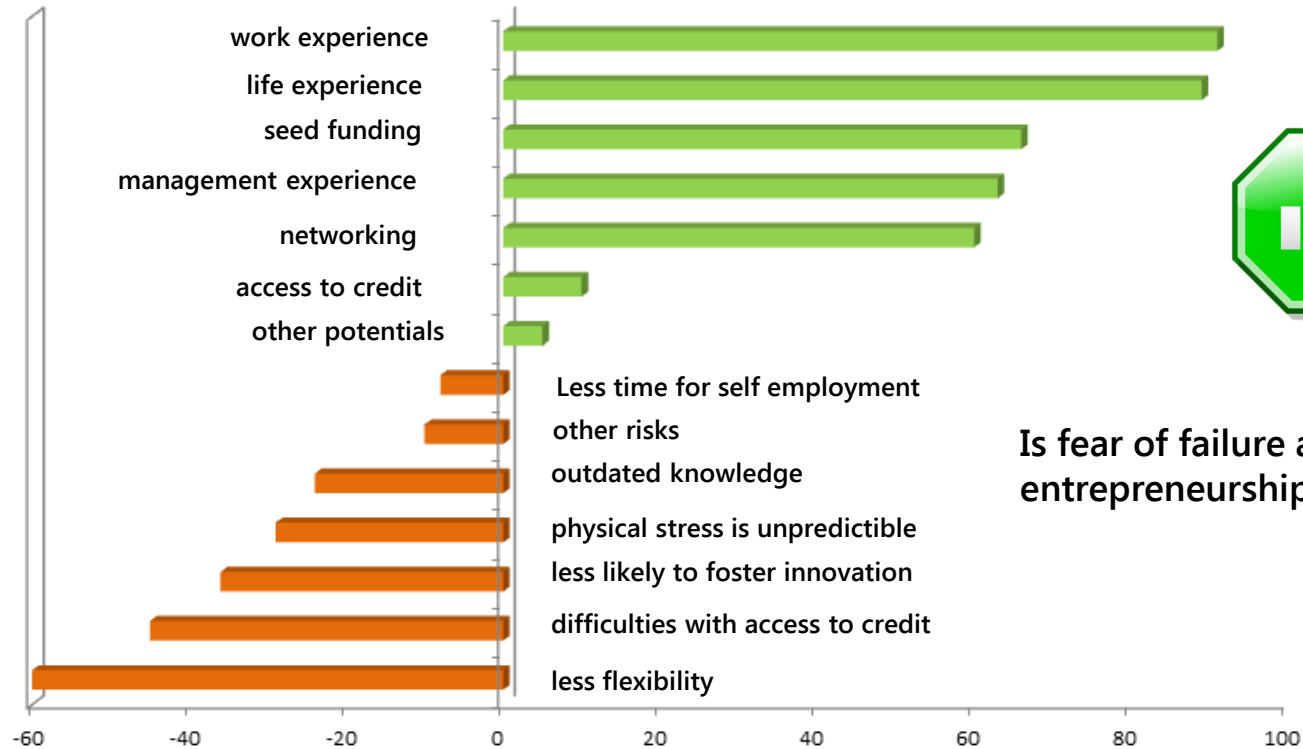 work experience
life experience
seed funding
management experience
networking
access to credit
other potentials
Less time for self employment
other risks
outdated knowledge
Is fear of failure a
entrepreneurship
physical stress is unpredictible
less likely to foster innovation
difficulties with access to credit
less flexibility
-60 -40 -20 0 20 40 60 80 100